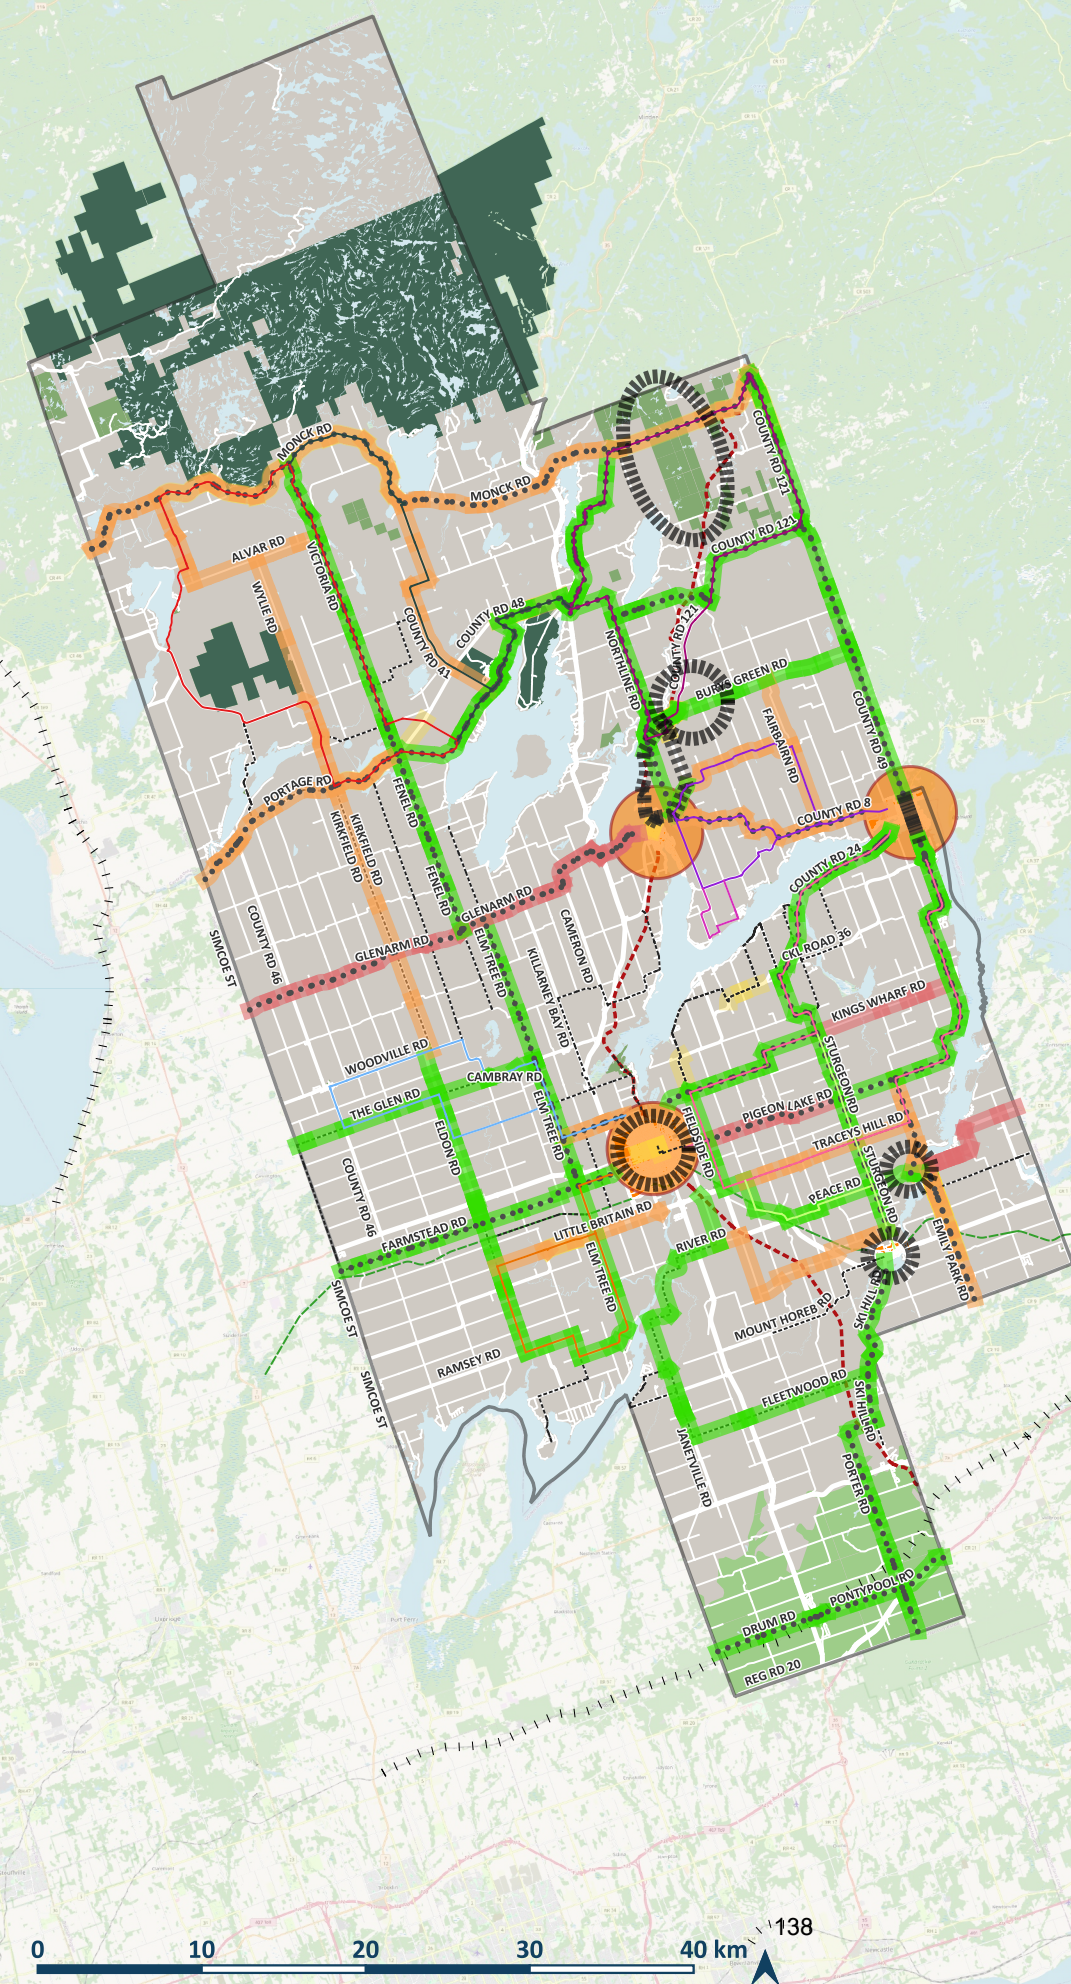 MONCK RD
MONCK RD
COUNTY RD 121
COUNTY RD 121
ALVAR RD
VICTORIA RD
WYLIE RD
COUNTY RD 48
COUNTY RD 41
NORTHLINE RD
COUNTY RD 121
BURYS GREEN RD
FAIRBAIRN RD
COUNTY RD 49
PORTAGE RD
FENEL RD
COUNTY RD 8
KIRKFIELD RD
KIRKFIELD RD
COUNTY RD 24
FENEL RD
GLENARM RD
GLENARM RD
COUNTY RD 46
SIMCOE ST
ELM TREE RD
KILLARNEY BAY RD
CAMERON RD
CKL ROAD 36
KINGS WHARF RD
WOODVILLE RD
CAMBRAY RD
STURGEON RD
THE GLEN RD
ELM TREE RD
PIGEON LAKE RD
FIELDSIDE RD
TRACEYS HILL RD
ELDON RD
COUNTY RD 46
STURGEON RD
PEACE RD
FARMSTEAD RD
LITTLE BRITAIN RD
RIVER RD
EMILY PARK RD
ELM TREE RD
SIMCOE ST
SKI HILL RD
MOUNT HOREB RD
RAMSEY RD
SIMCOE ST
FLEETWOOD RD
SKI HILL RD
JANETVILLE RD
PORTER RD
PONTYPOOL RD
DRUM RD
REG RD 20
138
0 10 20 30 40 km